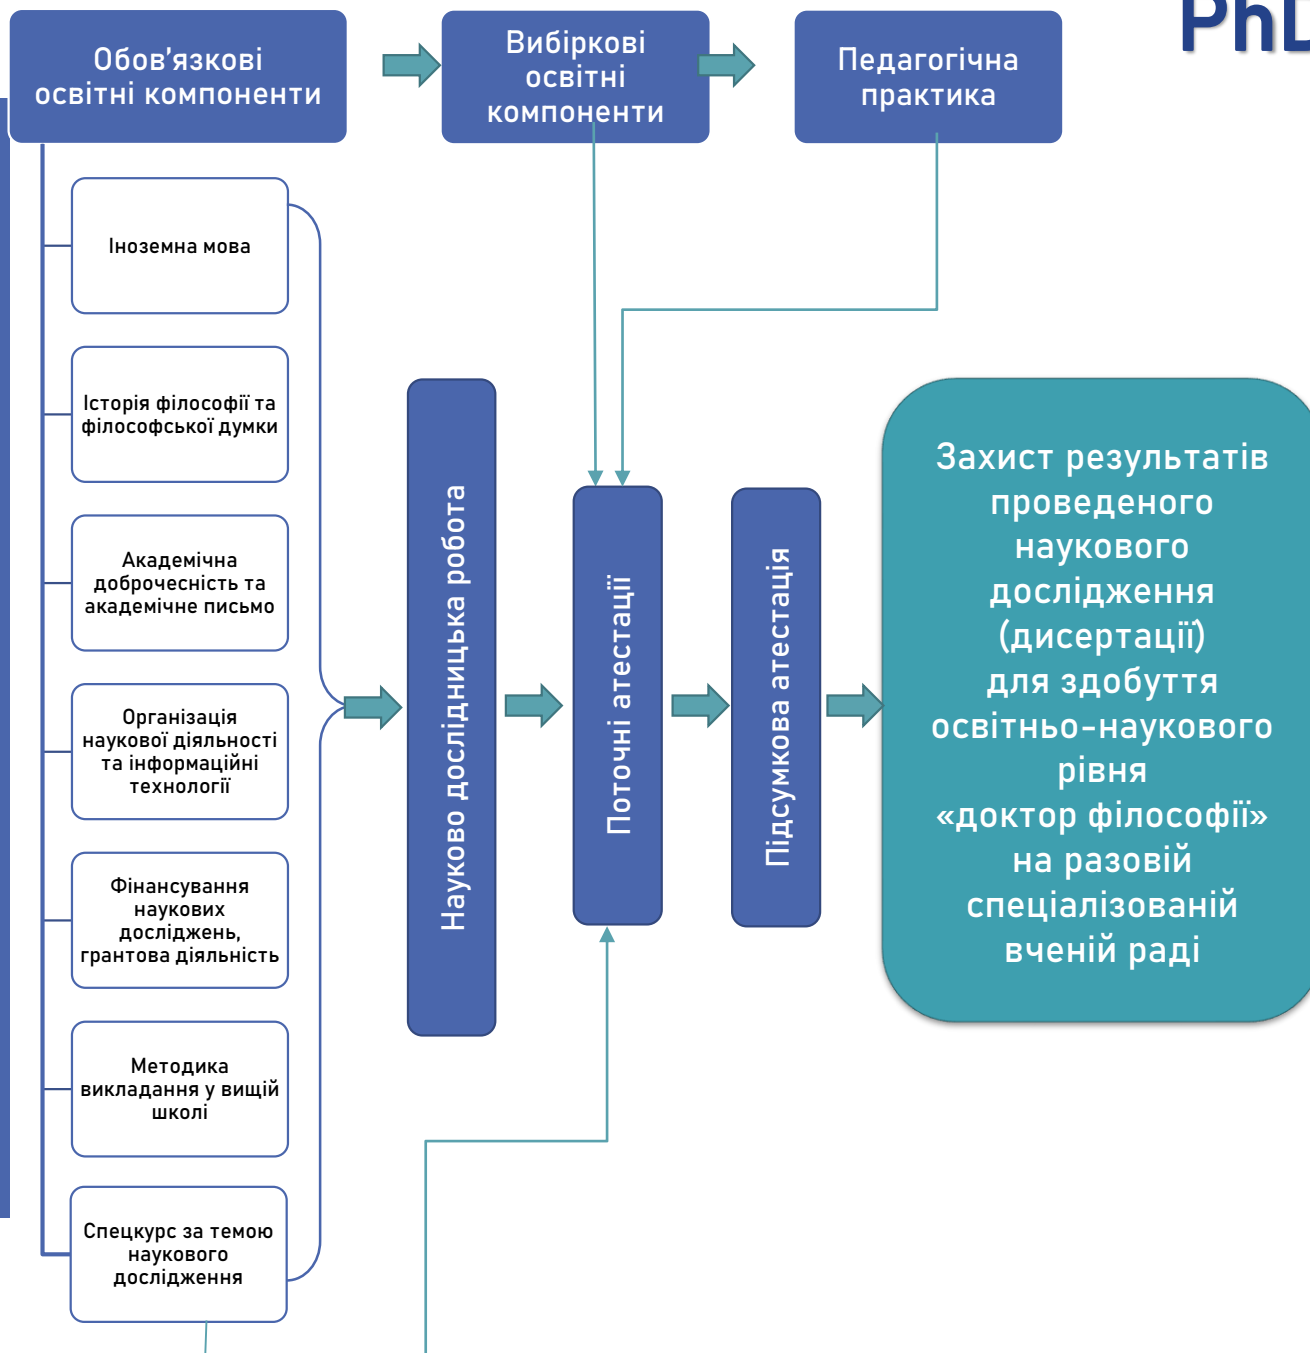 PhD
Обов’язкові
освітні компоненти
Вибіркові
освітні
компоненти
Педагогічна
практика
Іноземна мова
Історія філософії та
філософської думки
Академічна
доброчесність та
академічне письмо
Організація
наукової діяльності
та інформаційні
технології
Фінансування
наукових
досліджень,
грантова діяльність
Методика
викладання у вищій
школі
Спецкурс за темою
наукового
дослідження
Науково дослідницька робота
Поточні атестації
Підсумкова атестація
Захист результатів
проведеного
наукового
дослідження
(дисертації)
для здобуття
освітньо-наукового
рівня
«доктор філософії»
на разовій
спеціалізованій
вченій раді